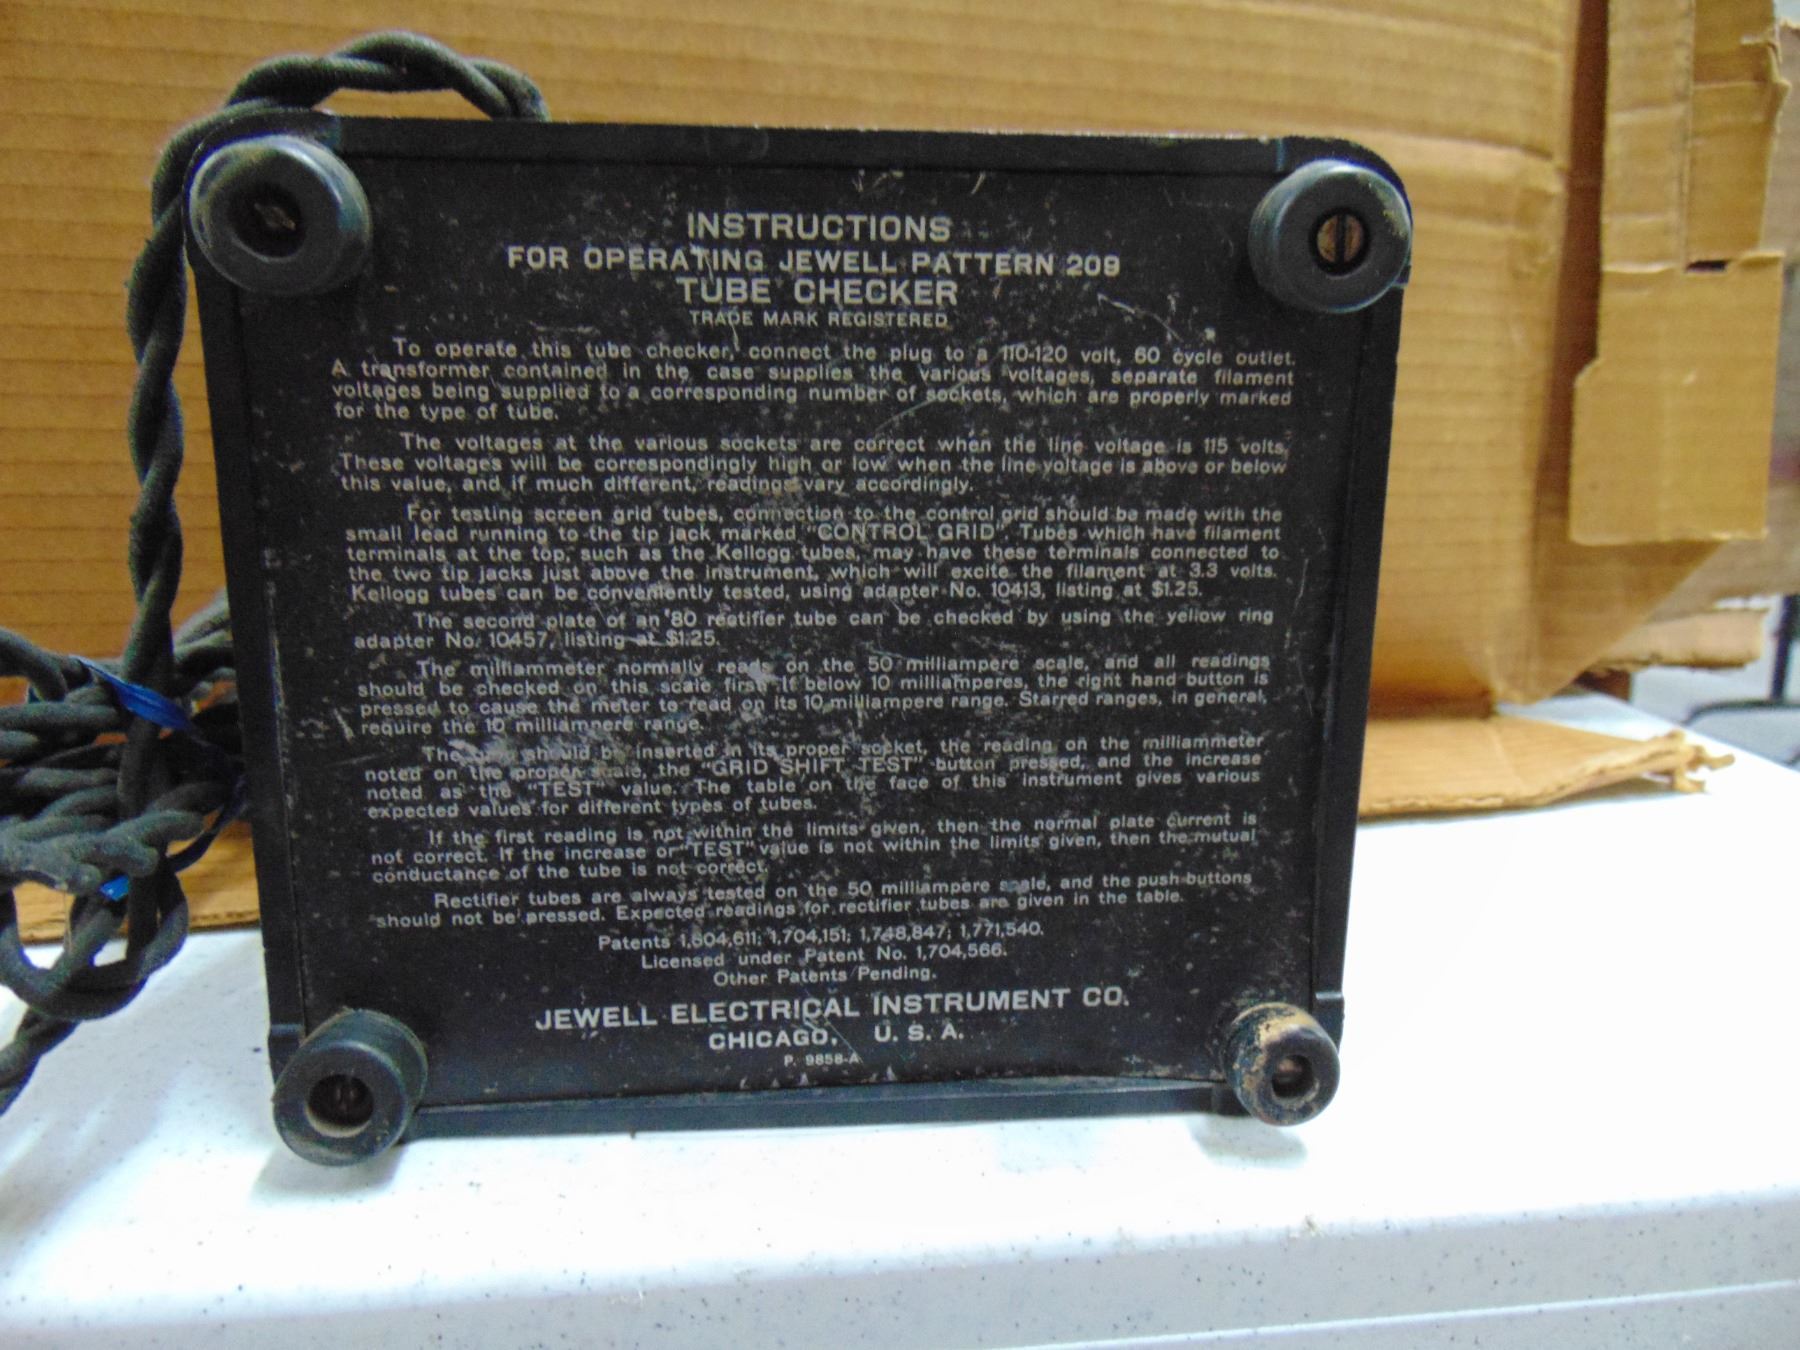 INSTRUCTIONS
FOR OPERATING JEWELL PATTERN 209
TUBE CHECKER
TRADE MARK REGISTERED
To operate this tube checker, connect the plug to a 110-120 volt, 60 cycle outlet.
A transformer contained in the case supplies the various voltages, separate filament
voltages being supplied to a corresponding number of sockets, which are properly marked
for the type of tube.
The voltages at the various sockets are correct when the line voltage is 115 volts.
These voltages will be correspondingly high or low when the line voltage is above or below
this value, and if much different, readings vary accordingly.
For testing screen grid tubes, connection to the control grid should be made with the
small lead running to the tip jack marked "CONTROL GRID". Tubes which have filament
terminals at the top, such as the Kellogg tubes, may have these terminals connected to
the two tip jacks just above the instrument, which will excite the filament at 3.3 volts.
Kellogg tubes can be conveniently tested, using adapter No. 10413, listing at $1.25.
The second plate of an '80 rectifier tube can be checked by using the yellow ring
adapter No. 10457, listing at $1.25.
The milliammeter normally reads on the 50 milliampere scale, and all readings
should be checked on this scale first. If below 10 milliamperes, the right hand button is
pressed to cause the meter to read on its 10 milliampere range. Starred ranges, in general,
require the 10 milliampere range.
The tube should be inserted in its proper socket, the reading on the milliammeter
noted on the proper scale, the "GRID SHIFT TEST" button pressed, and the increase
noted as the "TEST" value. The table on the face of this instrument gives various
expected values for different types of tubes.
If the first reading is not within the limits given, then the normal plate current is
not correct. If the increase or "TEST" value is not within the limits given, then the mutual
conductance of the tube is not correct.
Rectifier tubes are always tested on the 50 milliampere scale, and the push buttons
should not be pressed. Expected readings for rectifier tubes are given in the table.
Patents 1,604,611; 1,704,151; 1,748,847; 1,771,540.
Licensed under Patent No. 1,704,566.
Other Patents Pending.
JEWELL ELECTRICAL INSTRUMENT CO.
CHICAGO, U. S. A.
P. 9858-A